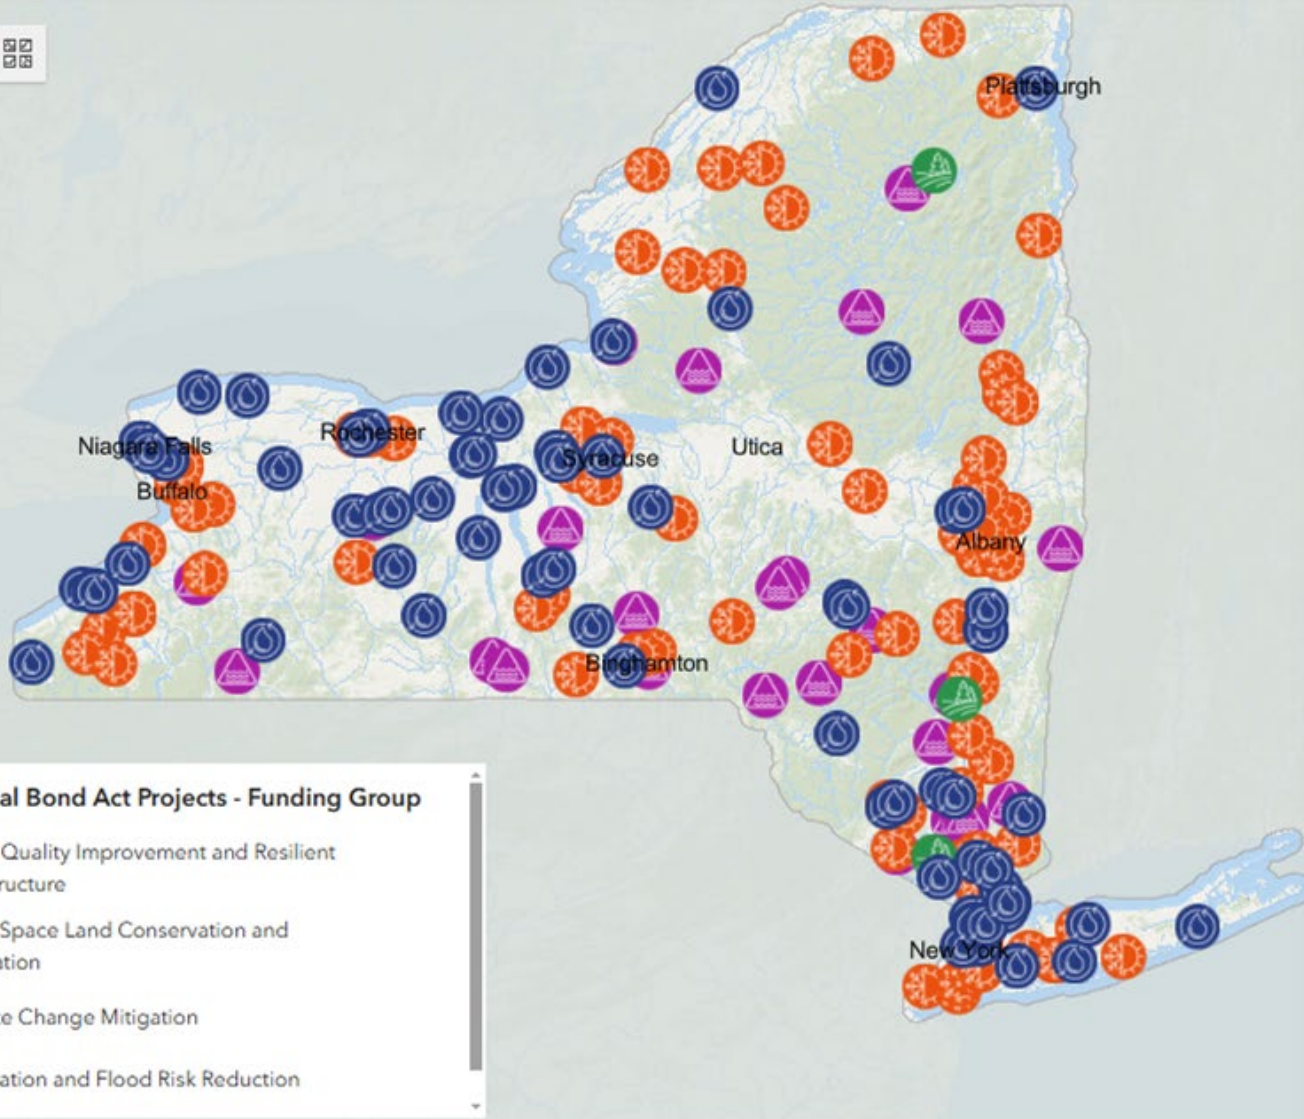 Plattsburgh
Niagara Falls
Rochester
Utica
Syracuse
Buffalo
Albany
Binghamton
New York
al Bond Act Projects - Funding Group
Quality Improvement and Resilient
ructure
Space Land Conservation and
ation
e Change Mitigation
ation and Flood Risk Reduction